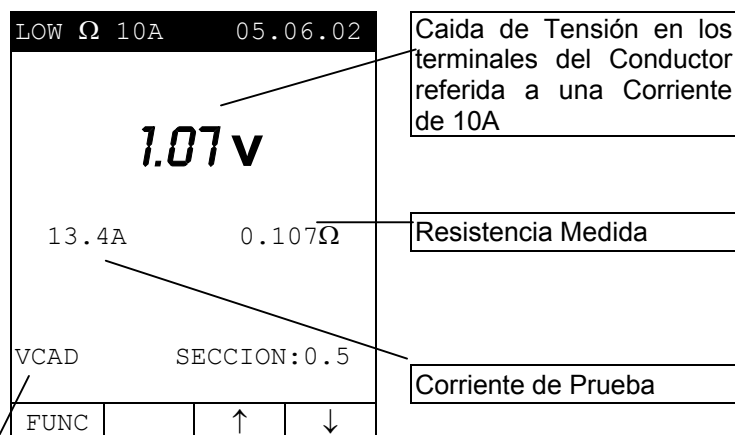 LOW Ω 10A 05.06.02
1.07 v
13.4A 0.107Ω
VCAD SECCION:0.5
FUNC ↑ ↓
Caida de Tensión en los
terminales del Conductor
referida a una Corriente
de 10A
Resistencia Medida
Corriente de Prueba